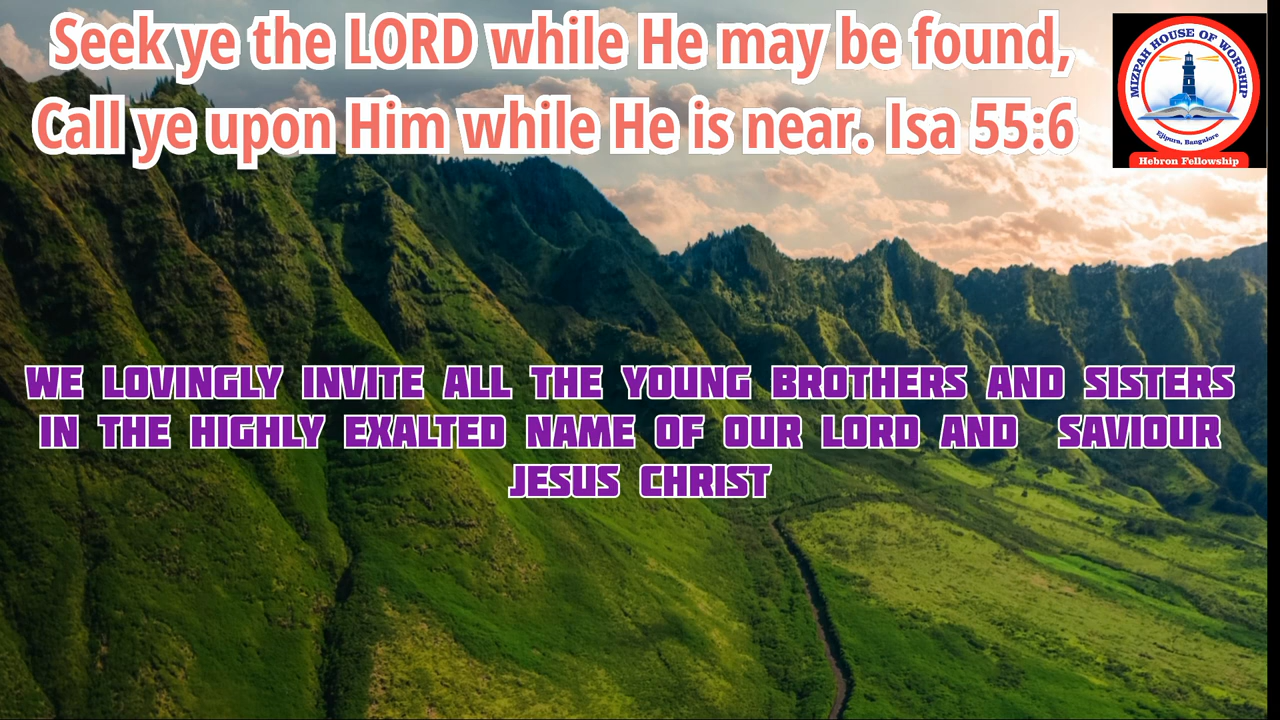 Seek ye the LORD while He may be found,
Call ye upon Him while He is near. Isa 55:6
MIZPAH HOUSE OF WORSHIP
Ejipura, Bangalore
Hebron Fellowship
WE LOVINGLY INVITE ALL THE YOUNG BROTHERS AND SISTERS
IN THE HIGHLY EXALTED NAME OF OUR LORD AND SAVIOUR
JESUS CHRIST